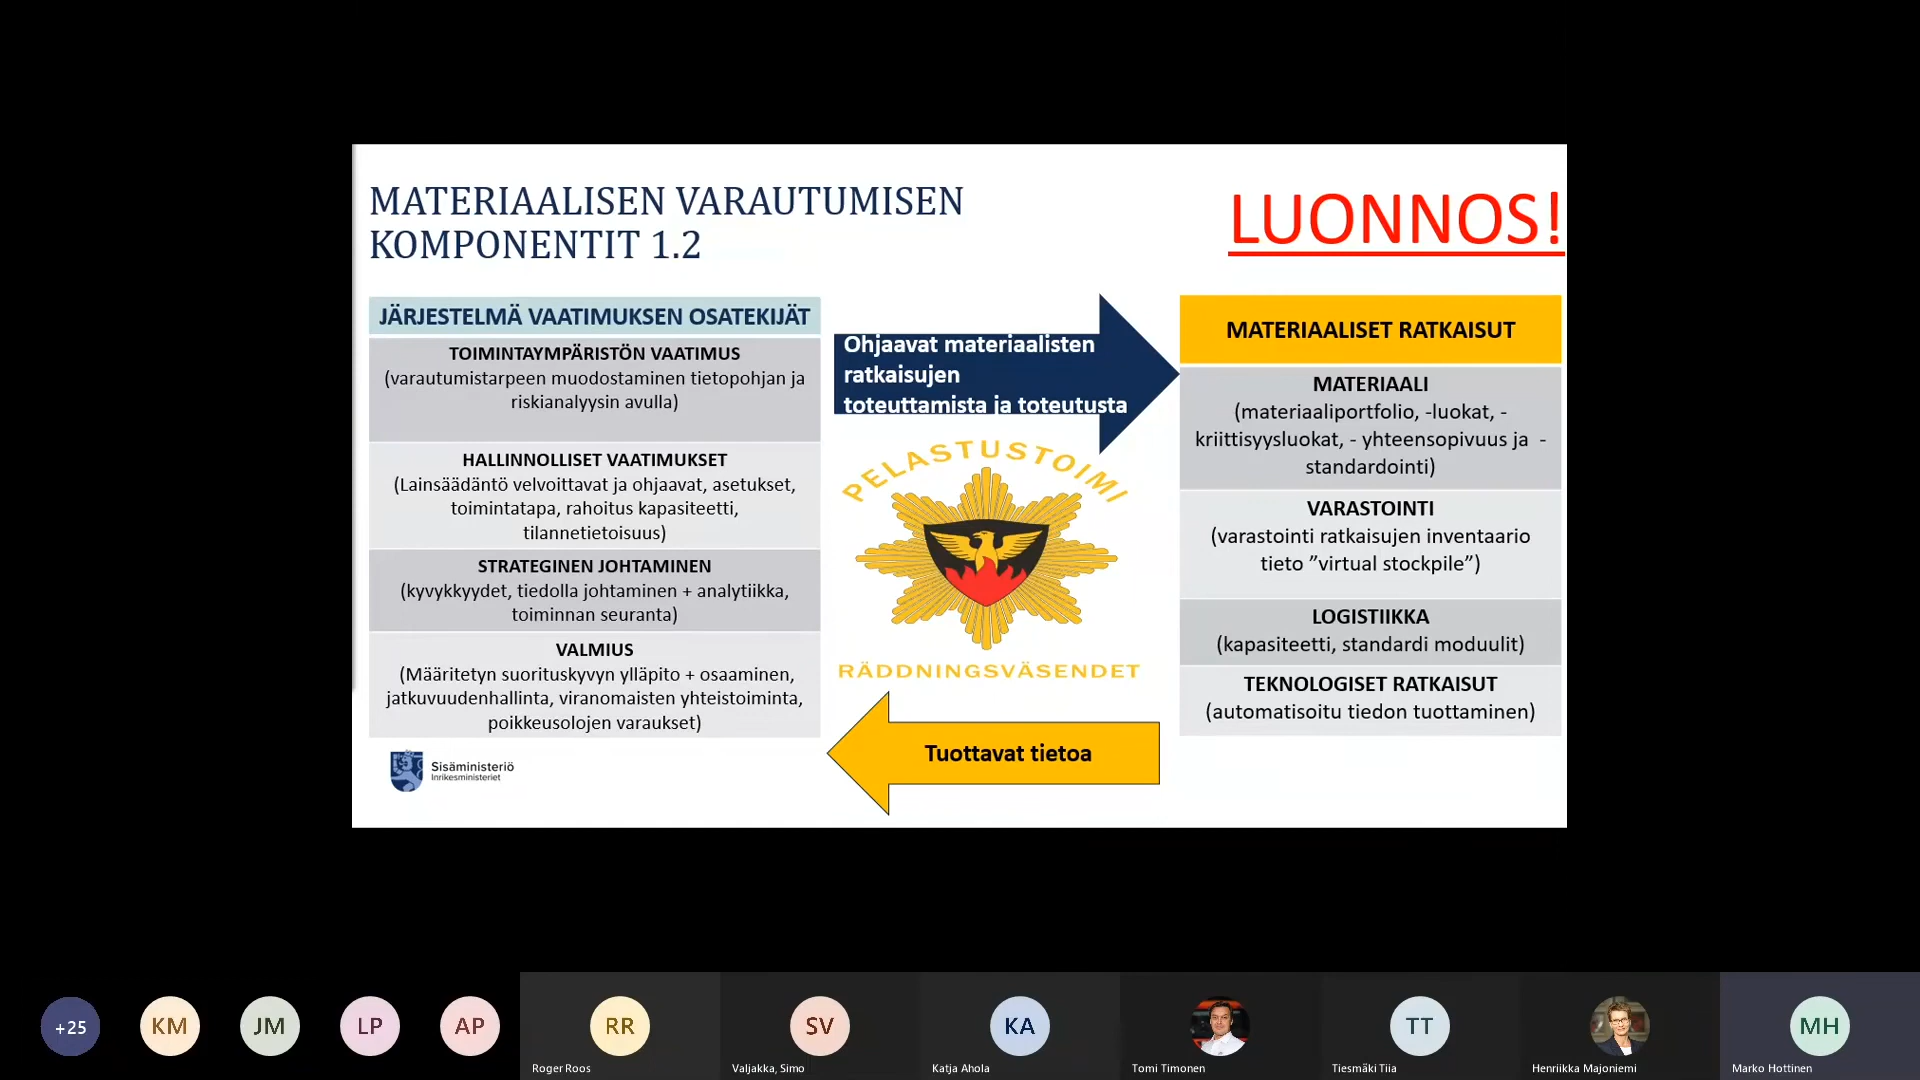 MATERIAALISEN VARAUTUMISEN
KOMPONENTIT 1.2
LUONNOS!
JÄRJESTELMÄ VAATIMUKSEN OSATEKIJÄT
TOIMINTAYMPÄRISTÖN VAATIMUS
(varautumistarpeen muodostaminen tietopohjan ja
riskianalyysin avulla)
HALLINNOLLISET VAATIMUKSET
(Lainsäädäntö velvoittavat ja ohjaavat, asetukset,
toimintatapa, rahoitus kapasiteetti,
tilannetietoisuus)
STRATEGINEN JOHTAMINEN
(kyvykkyydet, tiedolla johtaminen + analytiikka,
toiminnan seuranta)
VALMIUS
(Määritetyn suorituskyvyn ylläpito + osaaminen,
jatkuvuudenhallinta, viranomaisten yhteistoiminta,
poikkeusolojen varaukset)
Sisäministeriö
Inrikesministeriet
Ohjaavat materiaalisten
ratkaisujen
toteuttamista ja toteutusta
PELASTUSTOIMI
RÄDDNINGSVÄSENDET
Tuottavat tietoa
MATERIAALISET RATKAISUT
MATERIAALI
(materiaaliportfolio, -luokat, -
kriittisyysluokat, - yhteensopivuus ja -
standardointi)
VARASTOINTI
(varastointi ratkaisujen inventaario
tieto ”virtual stockpile”)
LOGISTIIKKA
(kapasiteetti, standardi moduulit)
TEKNOLOGISET RATKAISUT
(automatisoitu tiedon tuottaminen)
+25
KM
JM
LP
AP
RR
Roger Roos
SV
Valjakka, Simo
KA
Katja Ahola
Tomi Timonen
TT
Tiesmäki Tiia
Henriikka Majoniemi
MH
Marko Hottinen